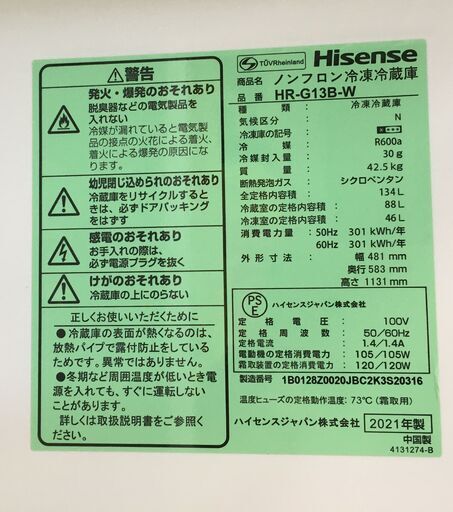 警告
発火・爆発のおそれあり
脱臭器などの電気製品を
入れない
冷媒が漏れていると電気製
品の接点の火花による着火、
着火による爆発の原因にな
ります。
幼児閉じ込められのおそれあり
冷蔵庫をリサイクルすると
きは、必ずドアパッキング
をはずす
感電のおそれあり
お手入れの際は、
必ず電源プラグを抜く
けがのおそれあり
冷蔵庫の上にのらない
正しくお使いいただくために
●冷蔵庫の表面が熱くなるのは、
放熱パイプで露付防止をしている
ためです。異常ではありません。
●冬期など周囲温度が低いとき電
源を入れても、すぐに運転しない
ことがあります。
詳しくは取扱説明書をごらんくだ
さい。
TÜVRheinland
Hisense
商品名 ノンフロン冷凍冷蔵庫
品番 HR-G13B-W
種類 冷凍冷蔵庫
気候区分 N
冷凍庫の記号
冷媒 R600a
冷媒封入量 30 g
質量 42.5 kg
断熱発泡ガス シクロペンタン
全定格内容積 134 L
冷蔵室の定格内容積 88 L
冷凍室の定格内容積 46 L
消費電力量 50Hz 301 kWh/年
60Hz 301 kWh/年
外形寸法 幅 481 mm
奥行 583 mm
高さ 1131 mm
PSE
ハイセンスジャパン株式会社
定格電圧 100V
定格周波数 50/60Hz
定格電流 1.4/1.4A
電動機の定格消費電力 105/105W
霜取装置の定格消費電力 120/120W
製造番号 1B0128Z0020JBC2K3S20316
温度ヒューズの定格動作温度: 73℃ (霜取用)
ハイセンスジャパン株式会社
2021年製
中国製
4131274-B